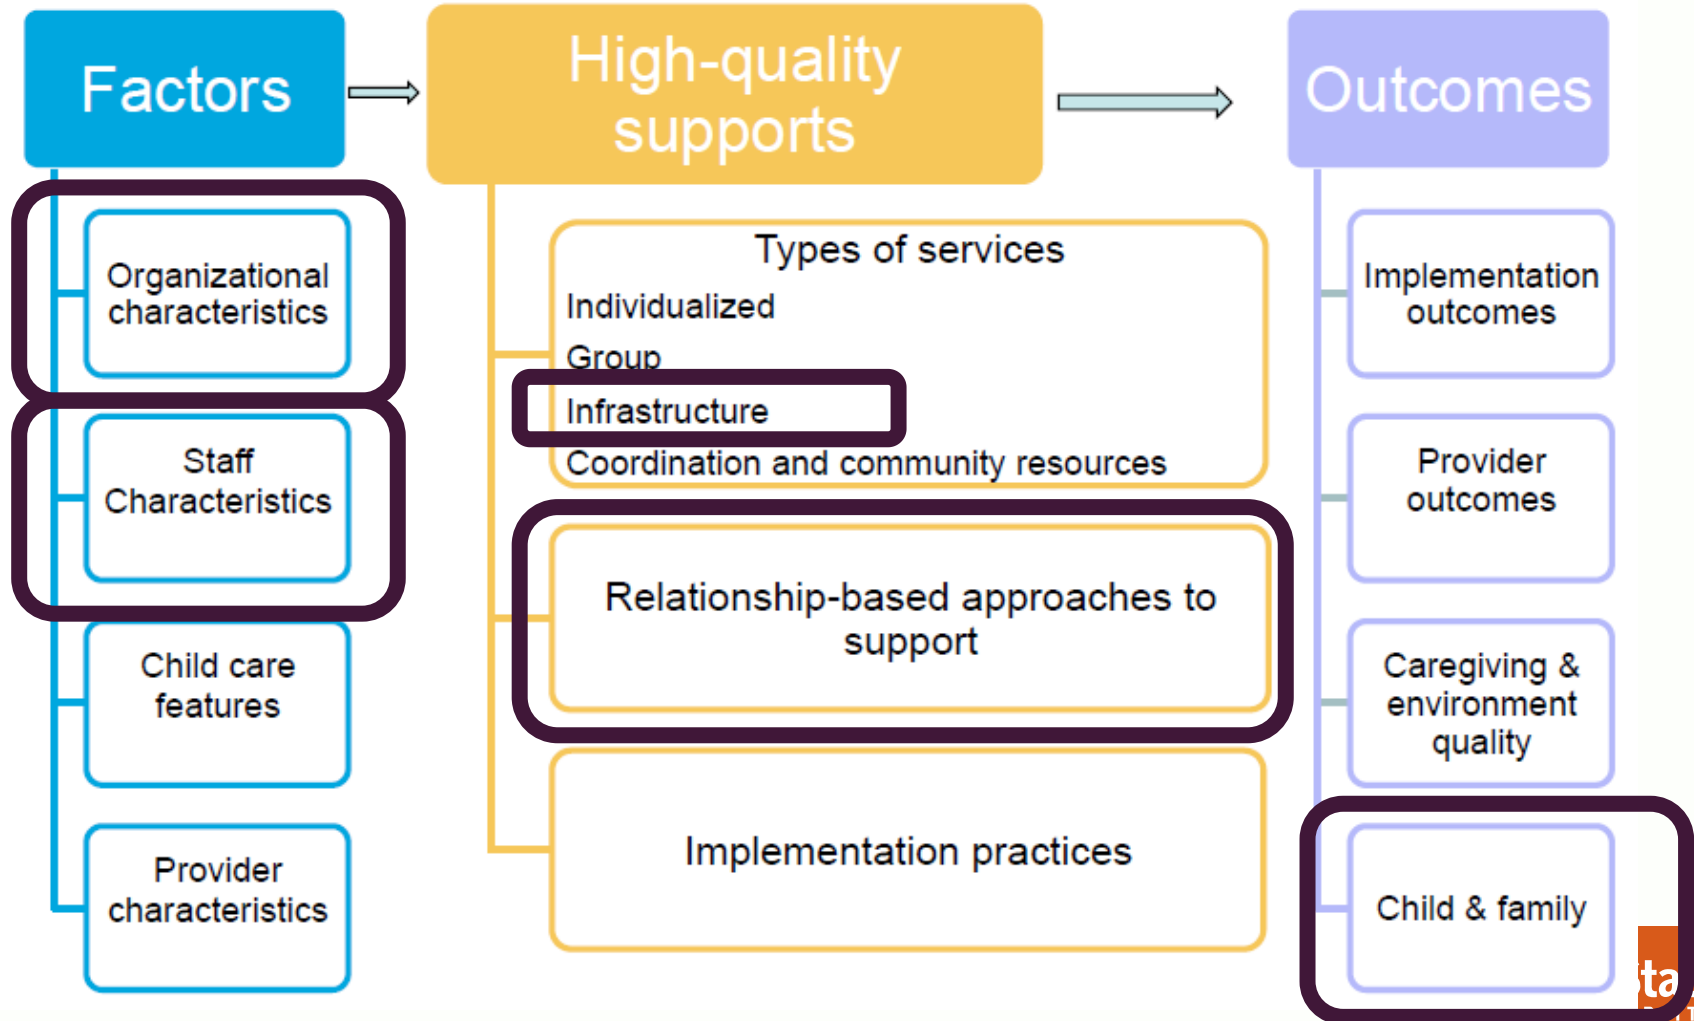 Factors
High-quality
supports
Outcomes
Organizational
characteristics
Staff
Characteristics
Child care
features
Provider
characteristics
Types of services
Individualized
Group
Infrastructure
Coordination and community resources
Relationship-based approaches to
support
Implementation practices
Implementation
outcomes
Provider
outcomes
Caregiving &
environment
quality
Child & family